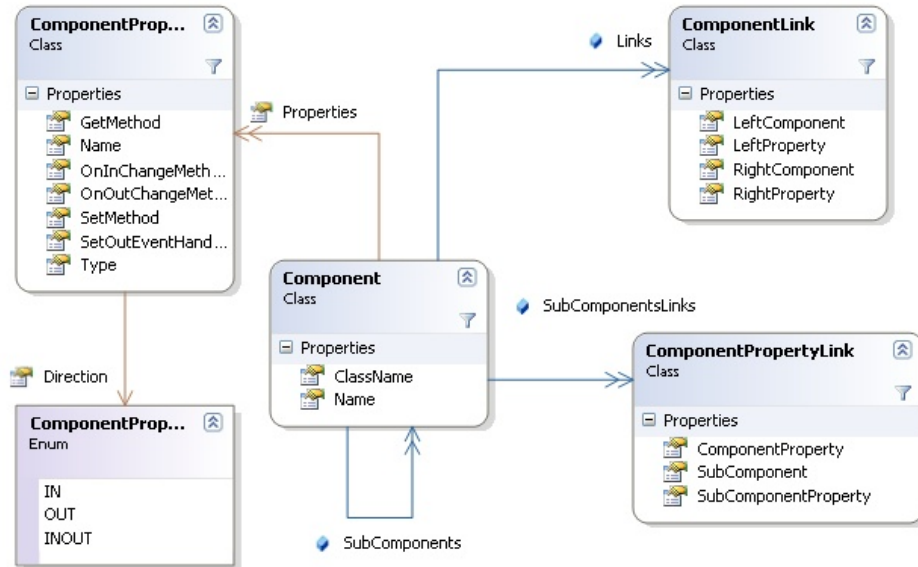 ComponentProp...
Class
Properties
GetMethod
Name
OnInChangeMeth...
OnOutChangeMet...
SetMethod
SetOutEventHand...
Type
Properties
Links
ComponentLink
Class
Properties
LeftComponent
LeftProperty
RightComponent
RightProperty
Component
Class
Properties
ClassName
Name
SubComponentsLinks
ComponentPropertyLink
Class
Properties
ComponentProperty
SubComponent
SubComponentProperty
Direction
ComponentProp...
Enum
IN
OUT
INOUT
SubComponents